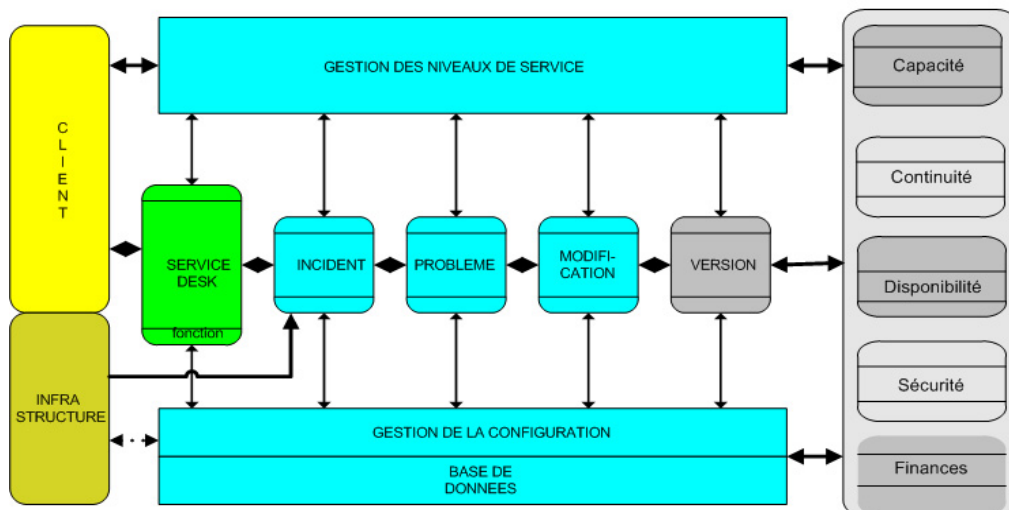 C
L
I
E
N
T
INFRA
STRUCTURE
GESTION DES NIVEAUX DE SERVICE
SERVICE
DESK
fonction
INCIDENT
PROBLEME
MODIFI-
CATION
VERSION
GESTION DE LA CONFIGURATION
BASE DE
DONNEES
Capacité
Continuité
Disponibilité
Sécurité
Finances